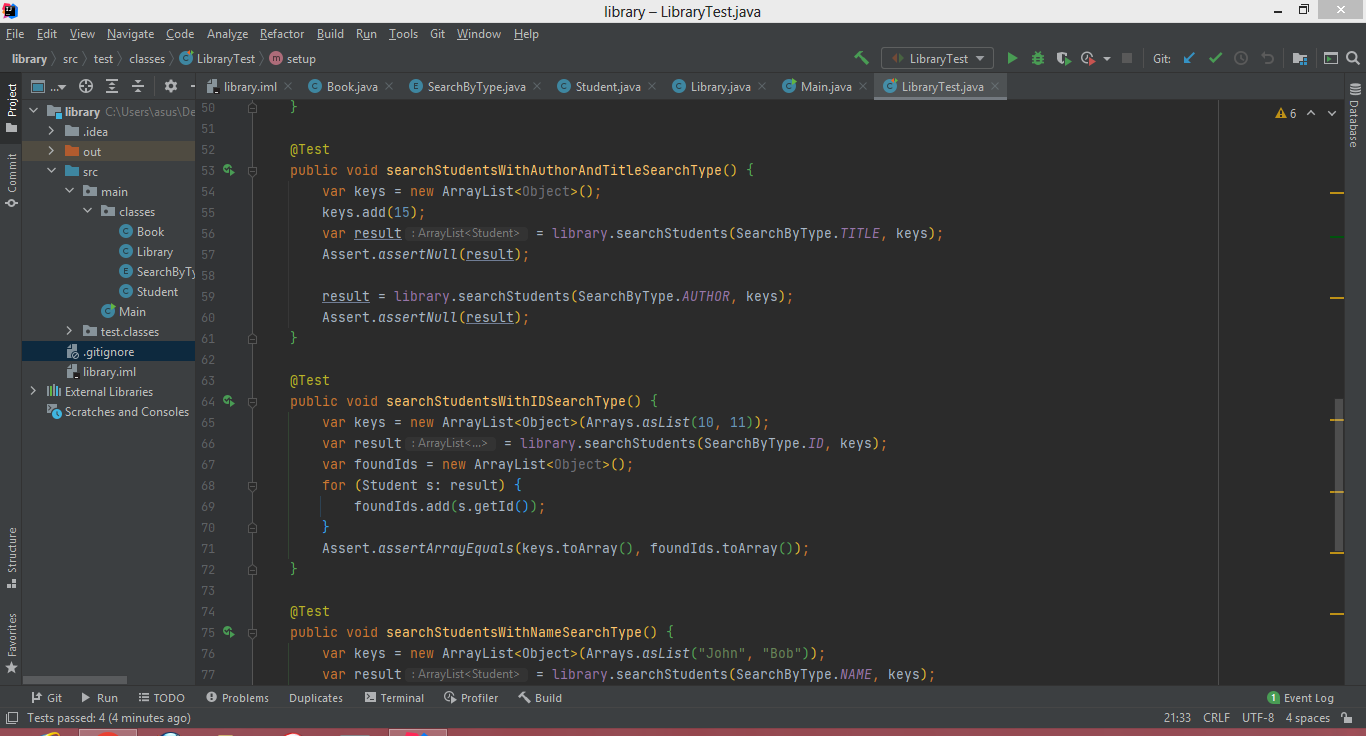 library – LibraryTest.java
File Edit View Navigate Code Analyze Refactor Build Run Tools Git Window Help
library src test classes LibraryTest setup
LibraryTest Git:
Project
Commit
Structure
Favorites
...
library C:\Users\asus\De
.idea
out
src
main
classes
Book
Library
SearchByTy
Student
Main
test.classes
.gitignore
library.iml
External Libraries
Scratches and Consoles
library.iml Book.java SearchByType.java Student.java Library.java Main.java LibraryTest.java
6
50 }
51
52 @Test
53 public void searchStudentsWithAuthorAndTitleSearchType() {
54 var keys = new ArrayList<Object>();
55 keys.add(15);
56 var result : ArrayList<Student> = library.searchStudents(SearchByType.TITLE, keys);
57 Assert.assertNull(result);
58
59 result = library.searchStudents(SearchByType.AUTHOR, keys);
60 Assert.assertNull(result);
61 }
62
63 @Test
64 public void searchStudentsWithIDSearchType() {
65 var keys = new ArrayList<Object>(Arrays.asList(10, 11));
66 var result : ArrayList<...> = library.searchStudents(SearchByType.ID, keys);
67 var foundIds = new ArrayList<Object>();
68 for (Student s: result) {
69 foundIds.add(s.getId());
70 }
71 Assert.assertArrayEquals(keys.toArray(), foundIds.toArray());
72 }
73
74 @Test
75 public void searchStudentsWithNameSearchType() {
76 var keys = new ArrayList<Object>(Arrays.asList("John", "Bob"));
77 var result : ArrayList<Student> = library.searchStudents(SearchByType.NAME, keys);
Database
Git Run TODO Problems Duplicates Terminal Profiler Build 1 Event Log
Tests passed: 4 (4 minutes ago) 21:33 CRLF UTF-8 4 spaces